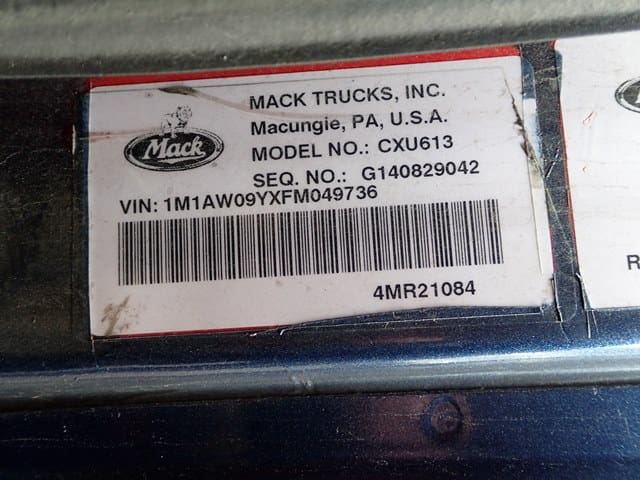 MACK TRUCKS, INC.
Macungie, PA, U.S.A.
Mack
MODEL NO.: CXU613
SEQ. NO.: G140829042
VIN: 1M1AW09YXFM049736
4MR21084
R